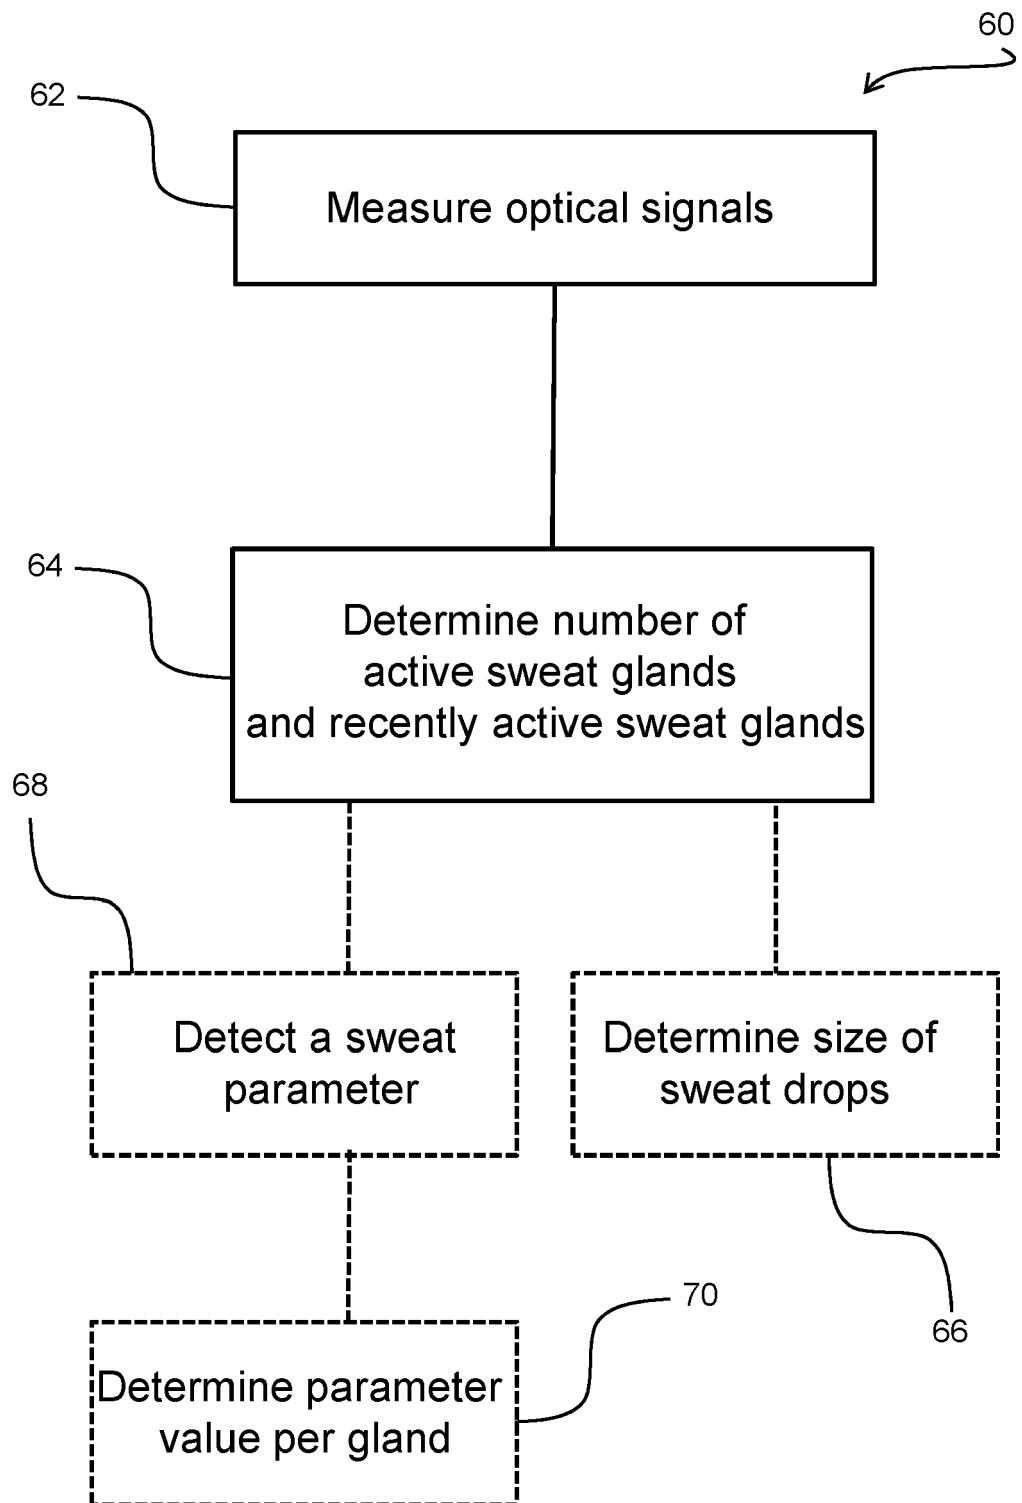 60
62
Measure optical signals
64
Determine number of
active sweat glands
and recently active sweat glands
68
Detect a sweat
parameter
Determine size of
sweat drops
70
66
Determine parameter
value per gland